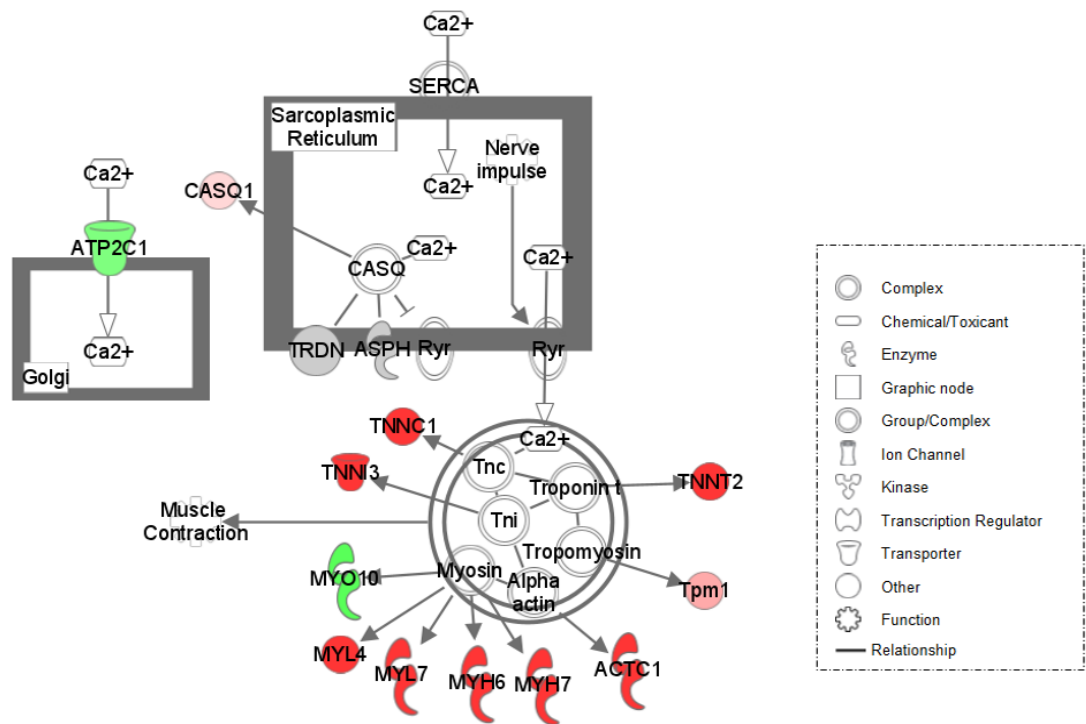 Ca2+
SERCA
Sarcoplasmic
Reticulum
Nerve
impulse
Ca2+
Ca2+
CASQ1
Ca2+
ATP2C1
CASQ
Ca2+
Ca2+
Ca2+
Golgi
TRDN
ASPH
Ryr
Ryr
TNNC1
Ca2+
TNNI3
Tnc
Troponin t
TNNT2
Tni
Muscle
Contraction
Tropomyosin
MYO10
Myosin
Alpha
actin
Tpm1
MYL4
MYL7
MYH6
MYH7
ACTC1
Complex
Chemical/Toxicant
Enzyme
Graphic node
Group/Complex
Ion Channel
Kinase
Transcription Regulator
Transporter
Other
Function
Relationship